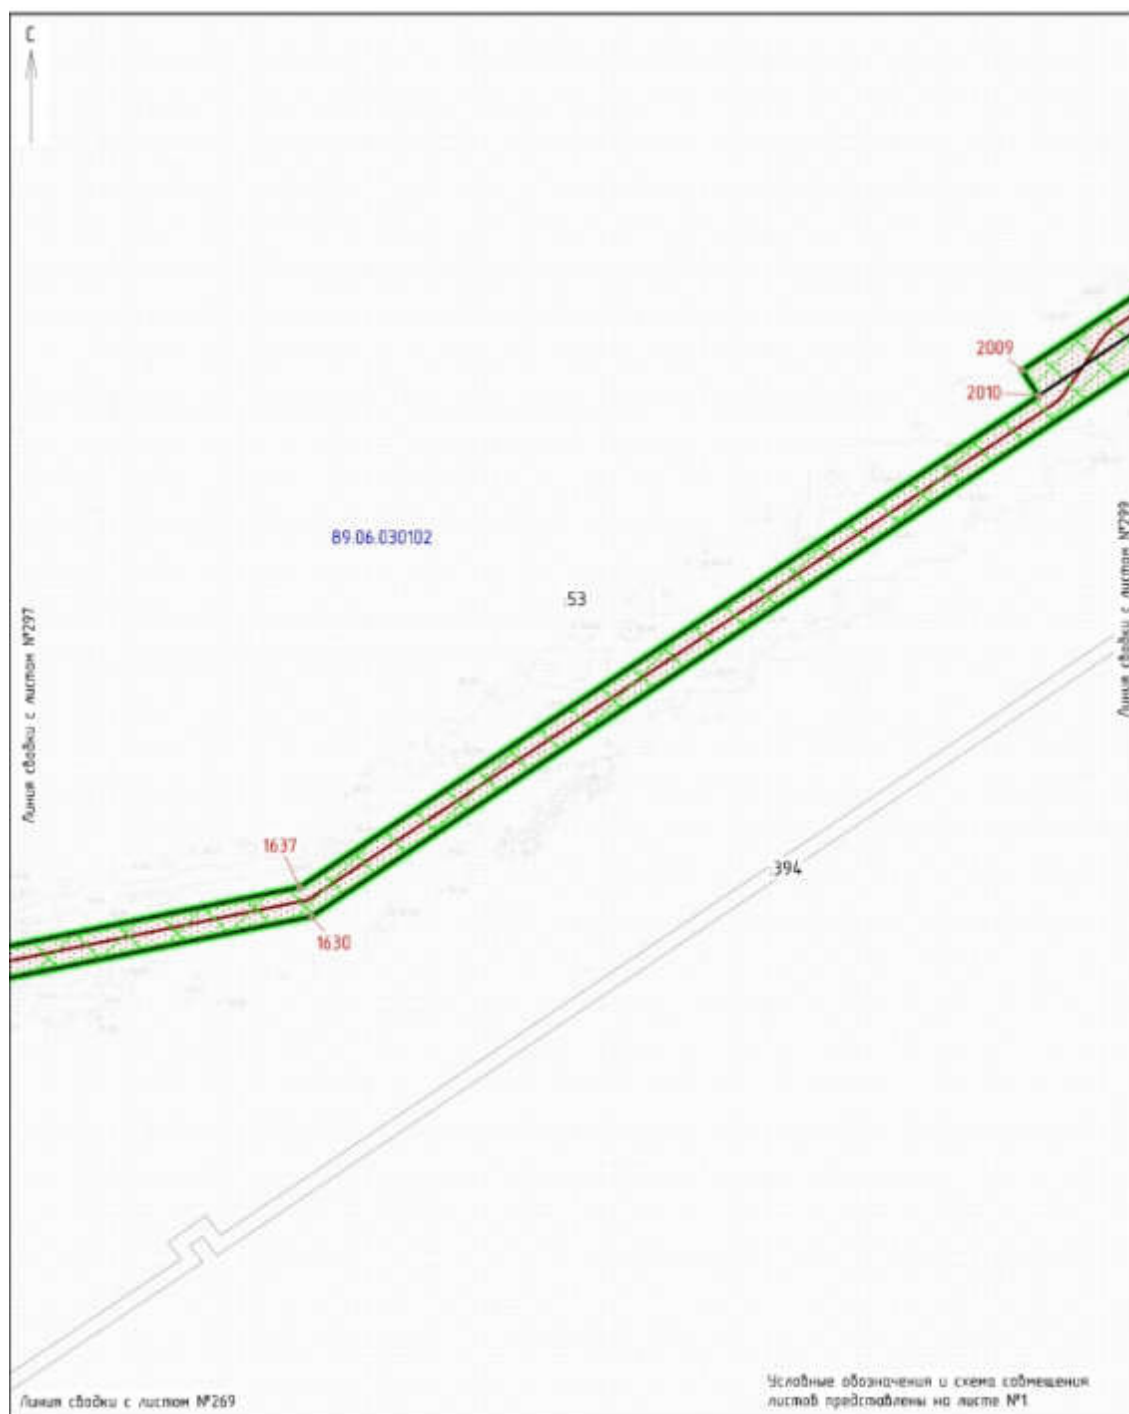 С
2009
2010
89.06.030102
:53
Линия сводки с листом №297
Линия сводки с листом №299
1637
:394
1630
Условные обозначения и схема совмещения
листов представлены на листе №1
Линия сводки с листом №269